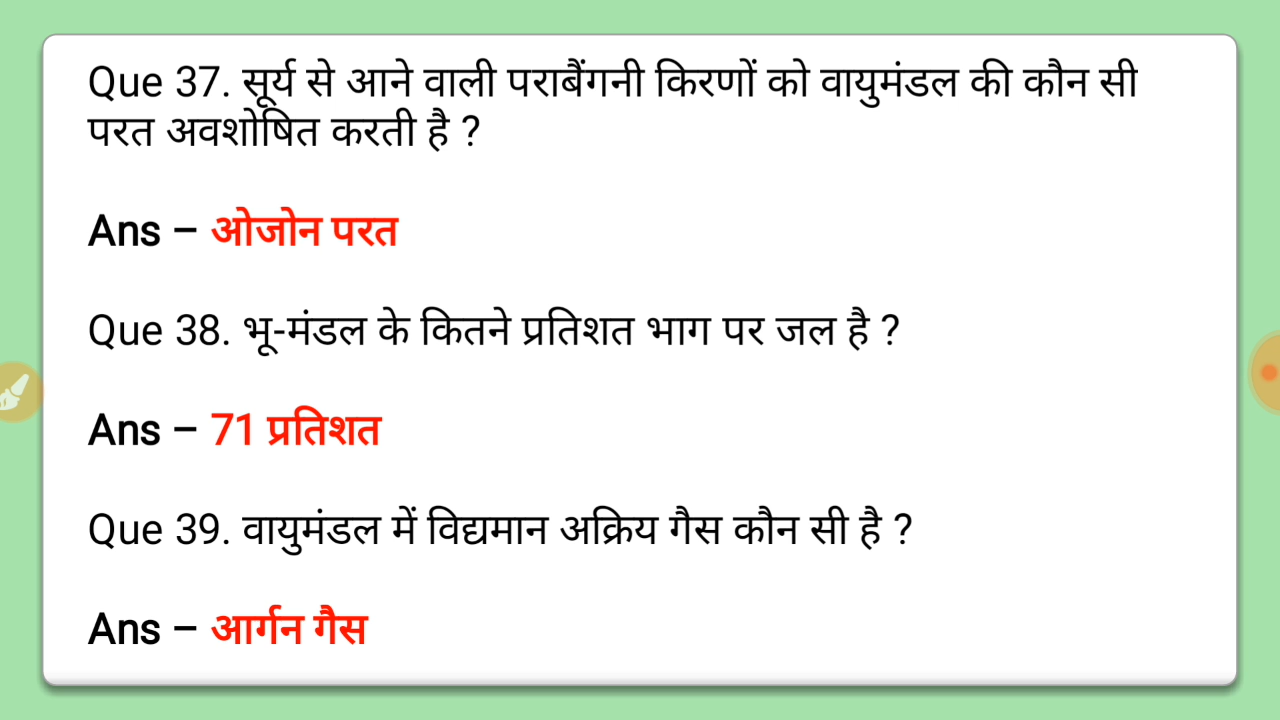 Que 37. सूर्य से आने वाली पराबैंगनी किरणों को वायुमंडल की कौन सी
परत अवशोषित करती है ?
Ans – ओजोन परत
Que 38. भू-मंडल के कितने प्रतिशत भाग पर जल है ?
Ans – 71 प्रतिशत
Que 39. वायुमंडल में विद्यमान अक्रिय गैस कौन सी है ?
Ans – आर्गन गैस